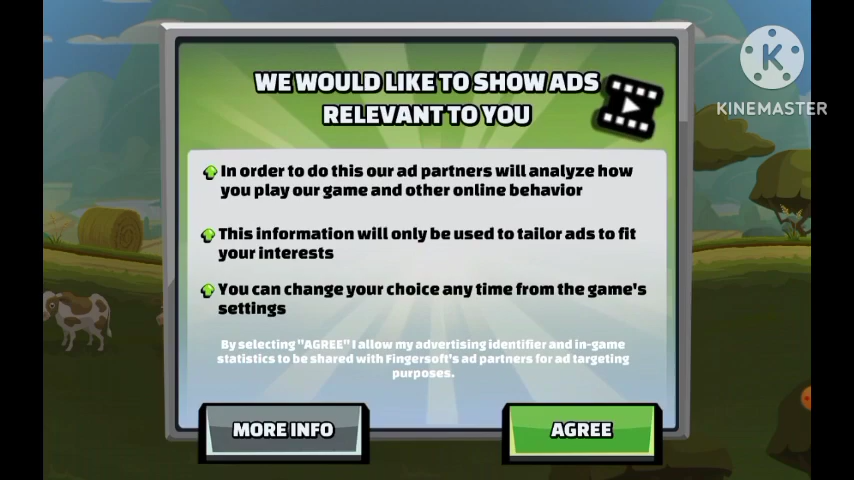 WE WOULD LIKE TO SHOW ADS
RELEVANT TO YOU
K
KINEMASTER
In order to do this our ad partners will analyze how
you play our game and other online behavior
This information will only be used to tailor ads to fit
your interests
You can change your choice any time from the game's
settings
By selecting "AGREE" I allow my advertising identifier and in-game
statistics to be shared with Fingersoft's ad partners for ad targeting
purposes.
MORE INFO
AGREE